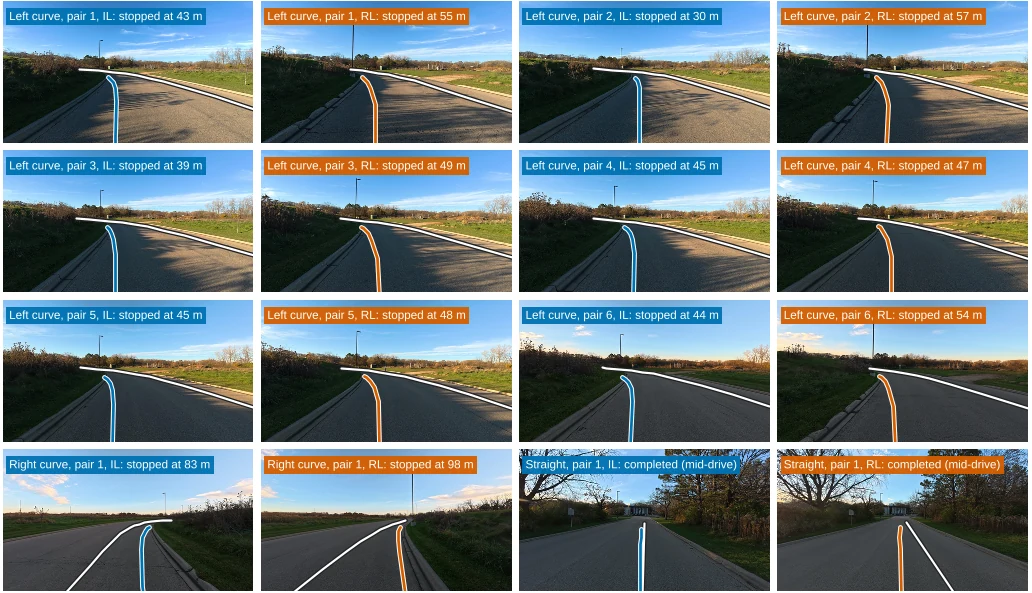 Left curve, pair 1, IL: stopped at 43 m
Left curve, pair 1, RL: stopped at 55 m
Left curve, pair 2, IL: stopped at 30 m
Left curve, pair 2, RL: stopped at 57 m
Left curve, pair 3, IL: stopped at 39 m
Left curve, pair 3, RL: stopped at 49 m
Left curve, pair 4, IL: stopped at 45 m
Left curve, pair 4, RL: stopped at 47 m
Left curve, pair 5, IL: stopped at 45 m
Left curve, pair 5, RL: stopped at 48 m
Left curve, pair 6, IL: stopped at 44 m
Left curve, pair 6, RL: stopped at 54 m
Right curve, pair 1, IL: stopped at 83 m
Right curve, pair 1, RL: stopped at 98 m
Straight, pair 1, IL: completed (mid-drive)
Straight, pair 1, RL: completed (mid-drive)